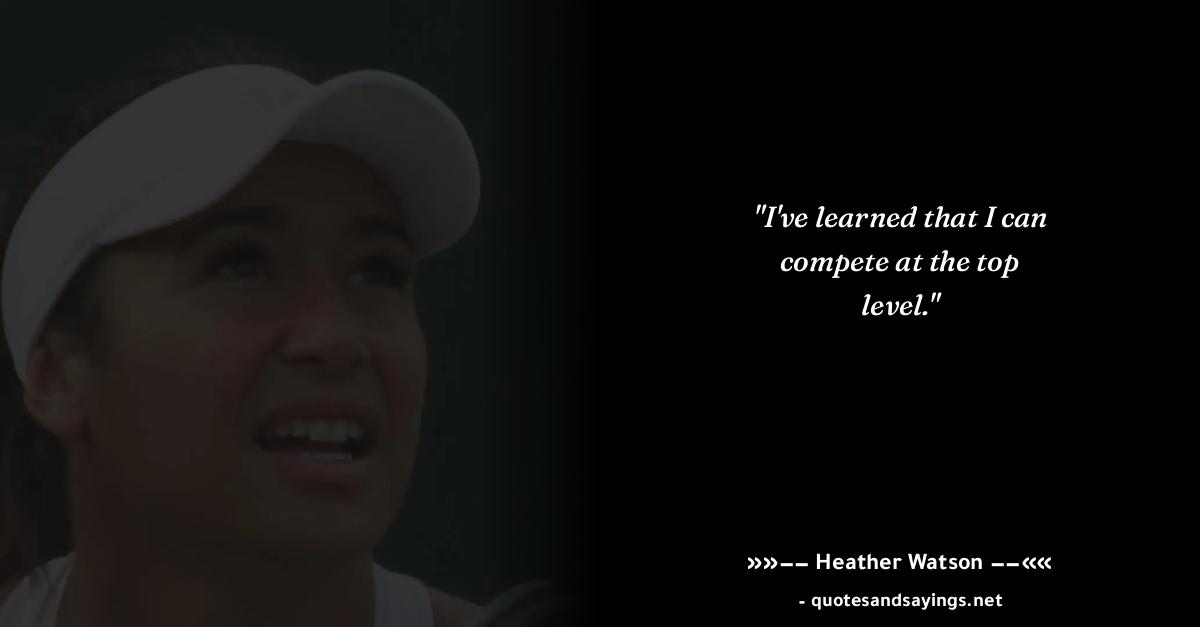 "I've learned that I can
compete at the top
level."
»»–– Heather Watson ––««
- quotesandsayings.net